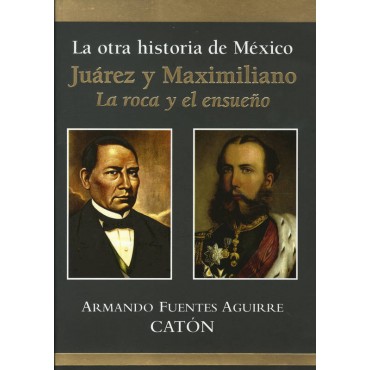 La otra historia de México
Juárez y Maximiliano
La roca y el ensueño
ARMANDO FUENTES AGUIRRE
CATÓN